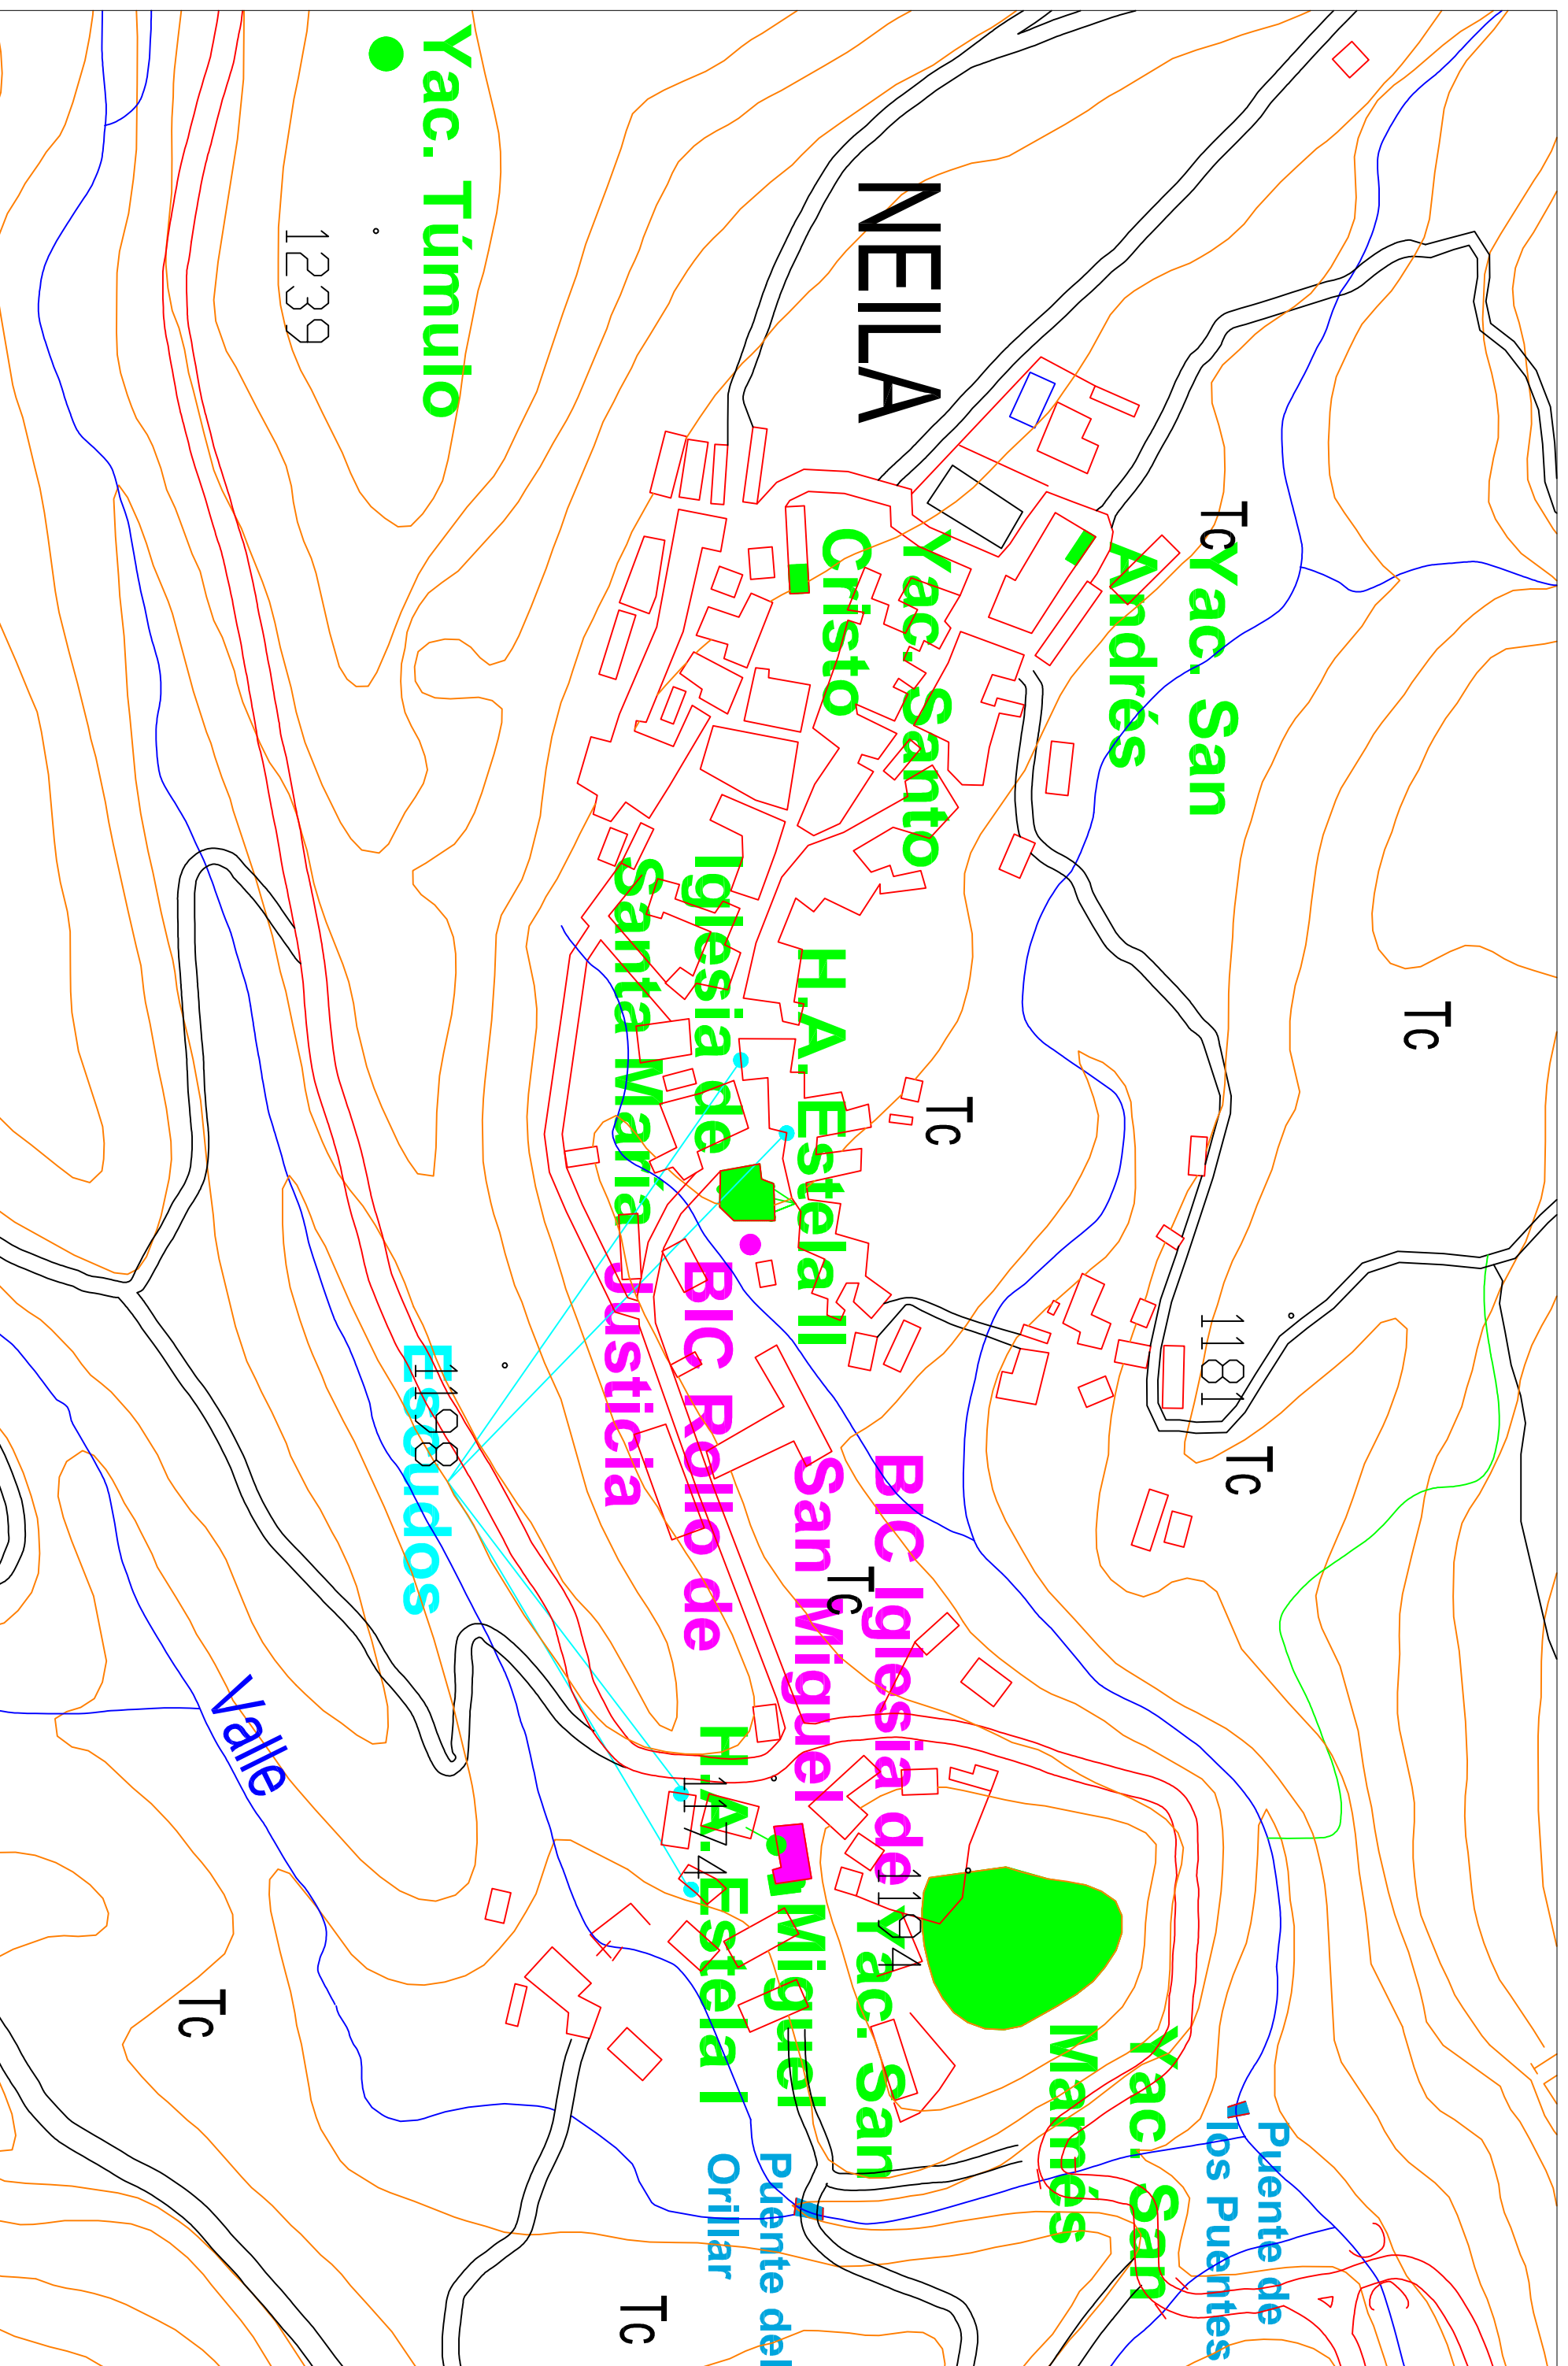 Puente de
los Puentes
Tc
Tc
Yac. San
Andrés
1181
Tc
Yac. San
Mamés
NEILA
Tc
Yac. Santo
Cristo
BIC Iglesia de
San Miguel
1194
Yac. San
Miguel
Tc
H.A. Estela II
Puente del
Orillar
Iglesia de
Santa María
BIC Rollo de
Justicia
1174
H.A. Estela I
Tc
Yac. Túmulo
1188
Escudos
1239
Valle
Tc